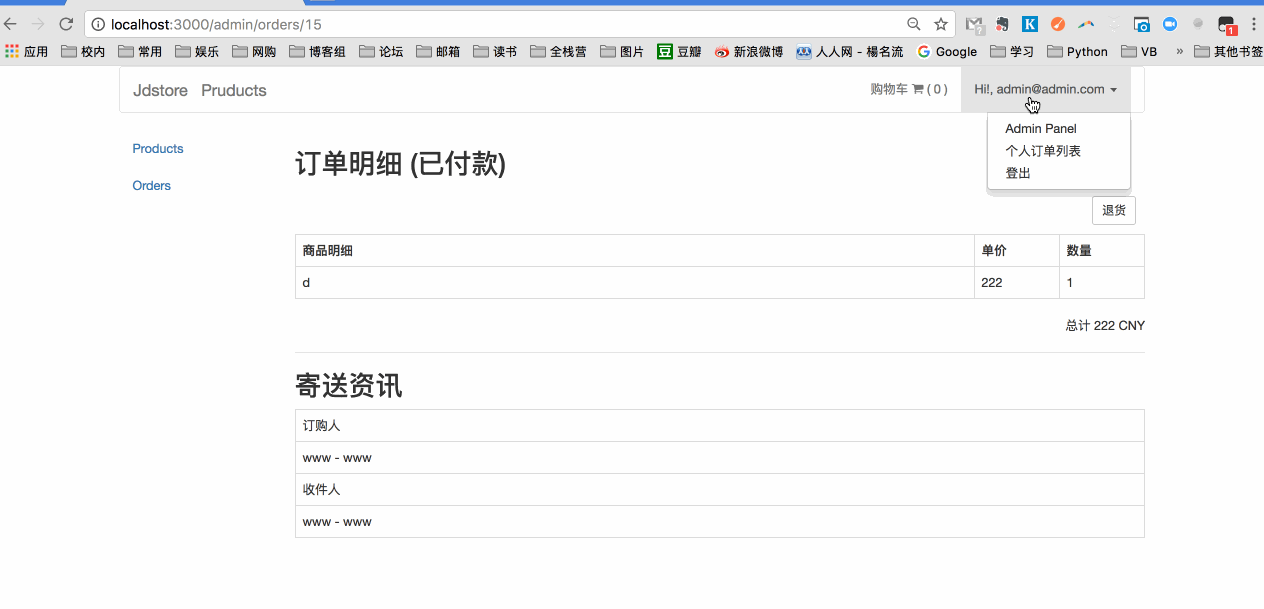 localhost:3000/admin/orders/15
应用 校内 常用 娱乐 网购 博客组 论坛 邮箱 读书 全栈营 图片 豆 豆瓣 新浪微博 人人网 - 楊名流 G Google 学习 Python VB » 其他书签
K ? 1
Jdstore Pruducts 购物车 ( 0 ) Hi!, admin@admin.com
Admin Panel
个人订单列表
登出
Products
Orders
订单明细 (已付款)
退货
商品明细 单价 数量
d 222 1
总计 222 CNY
寄送资讯
订购人
www - www
收件人
www - www